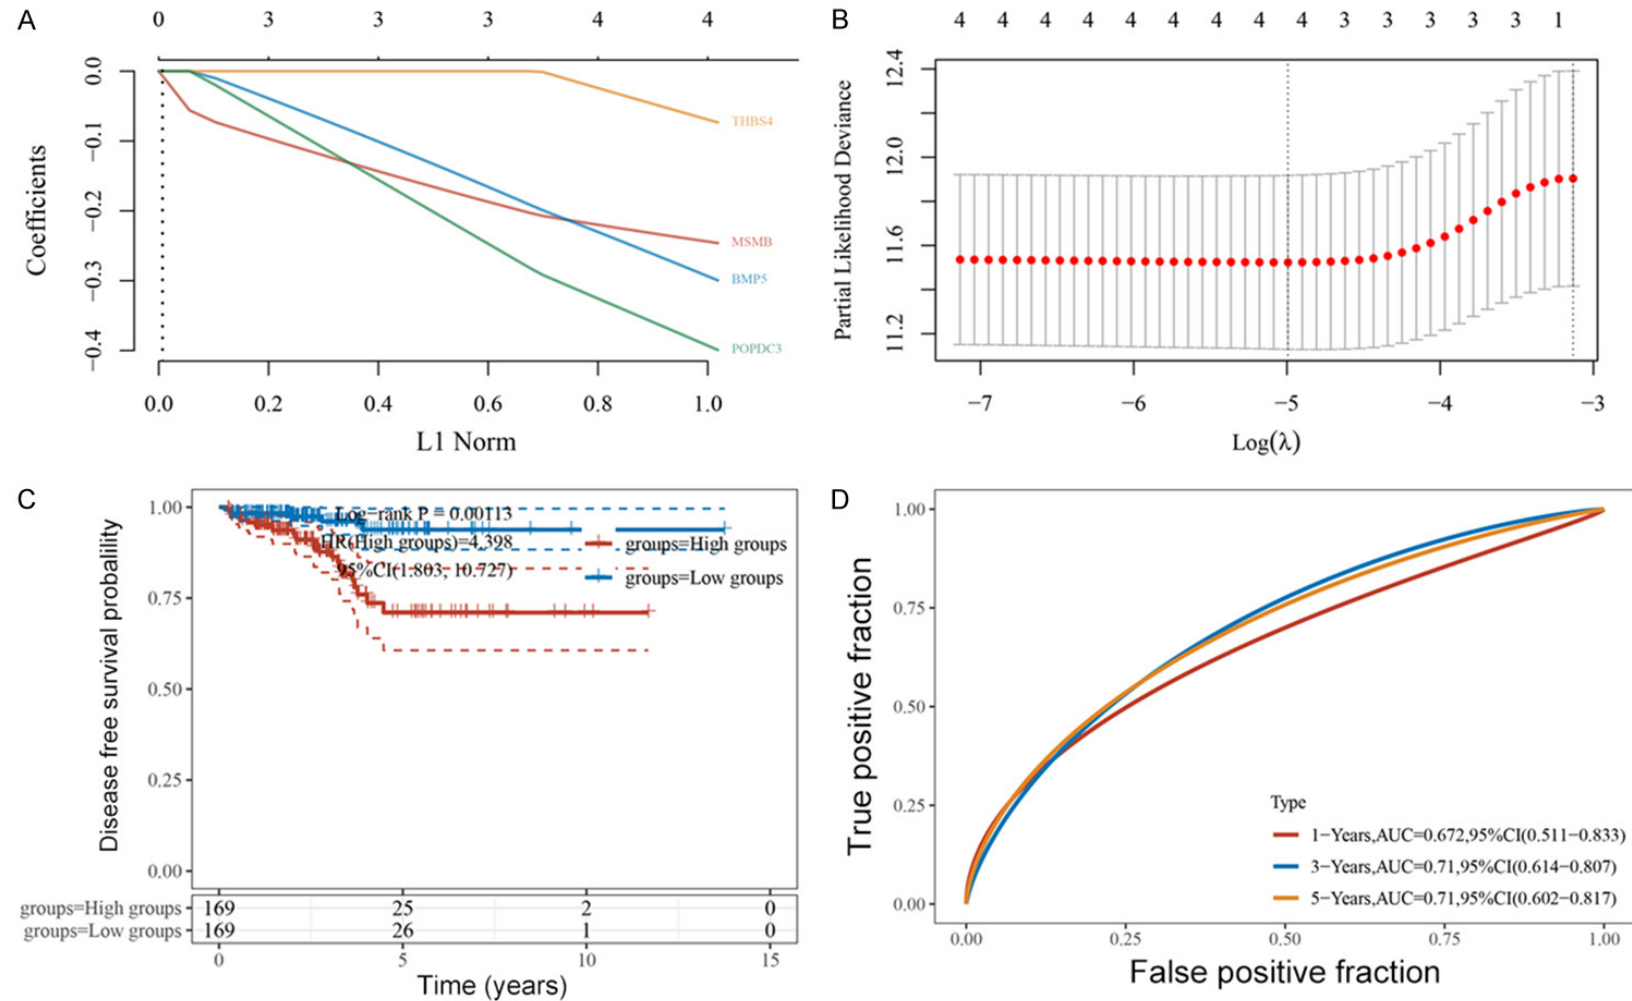 A
0 3 3 3 4 4
0.0
−0.1
−0.2
−0.3
−0.4
Coefficients
THBS4
MSMB
BMP5
POPDC3
0.0 0.2 0.4 0.6 0.8 1.0
L1 Norm
B
4 4 4 4 4 4 4 4 4 3 3 3 3 3 1
12.4
12.0
11.6
11.2
Partial Likelihood Deviance
−7 −6 −5 −4 −3
Log(λ)
C
1.00
0.75
0.50
0.25
0.00
Disease free survival probability
Log−rank P = 0.00113
HR(High groups)=4.398
95%CI(1.803, 10.727)
groups=High groups
groups=Low groups
groups=High groups 169 25 2 0
groups=Low groups 169 26 1 0
0 5 10 15
Time (years)
D
1.00
0.75
0.50
0.25
0.00
True positive fraction
Type
1−Years,AUC=0.672,95%CI(0.511−0.833)
3−Years,AUC=0.71,95%CI(0.614−0.807)
5−Years,AUC=0.71,95%CI(0.602−0.817)
0.00 0.25 0.50 0.75 1.00
False positive fraction